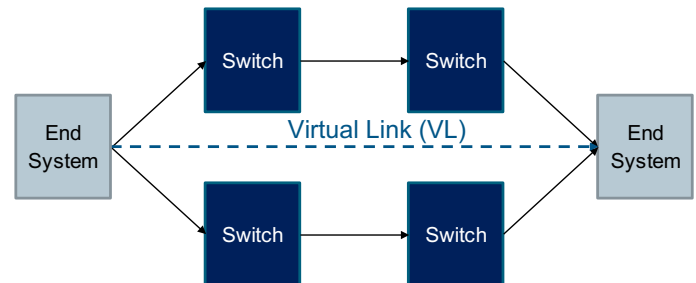 Switch
Switch
End
System
Virtual Link (VL)
End
System
Switch
Switch